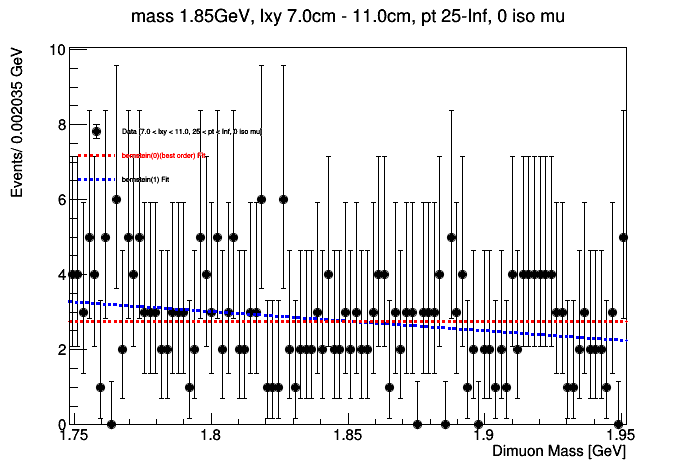 mass 1.85GeV, lxy 7.0cm - 11.0cm, pt 25-Inf, 0 iso mu
Events/ 0.002035 GeV
10
8
Data (7.0 < lxy < 11.0, 25 < pt < Inf, 0 iso mu)
bernstein(0)(best order) Fit
bernstein(1) Fit
6
4
2
0
1.75 1.8 1.85 1.9 1.95
Dimuon Mass [GeV]